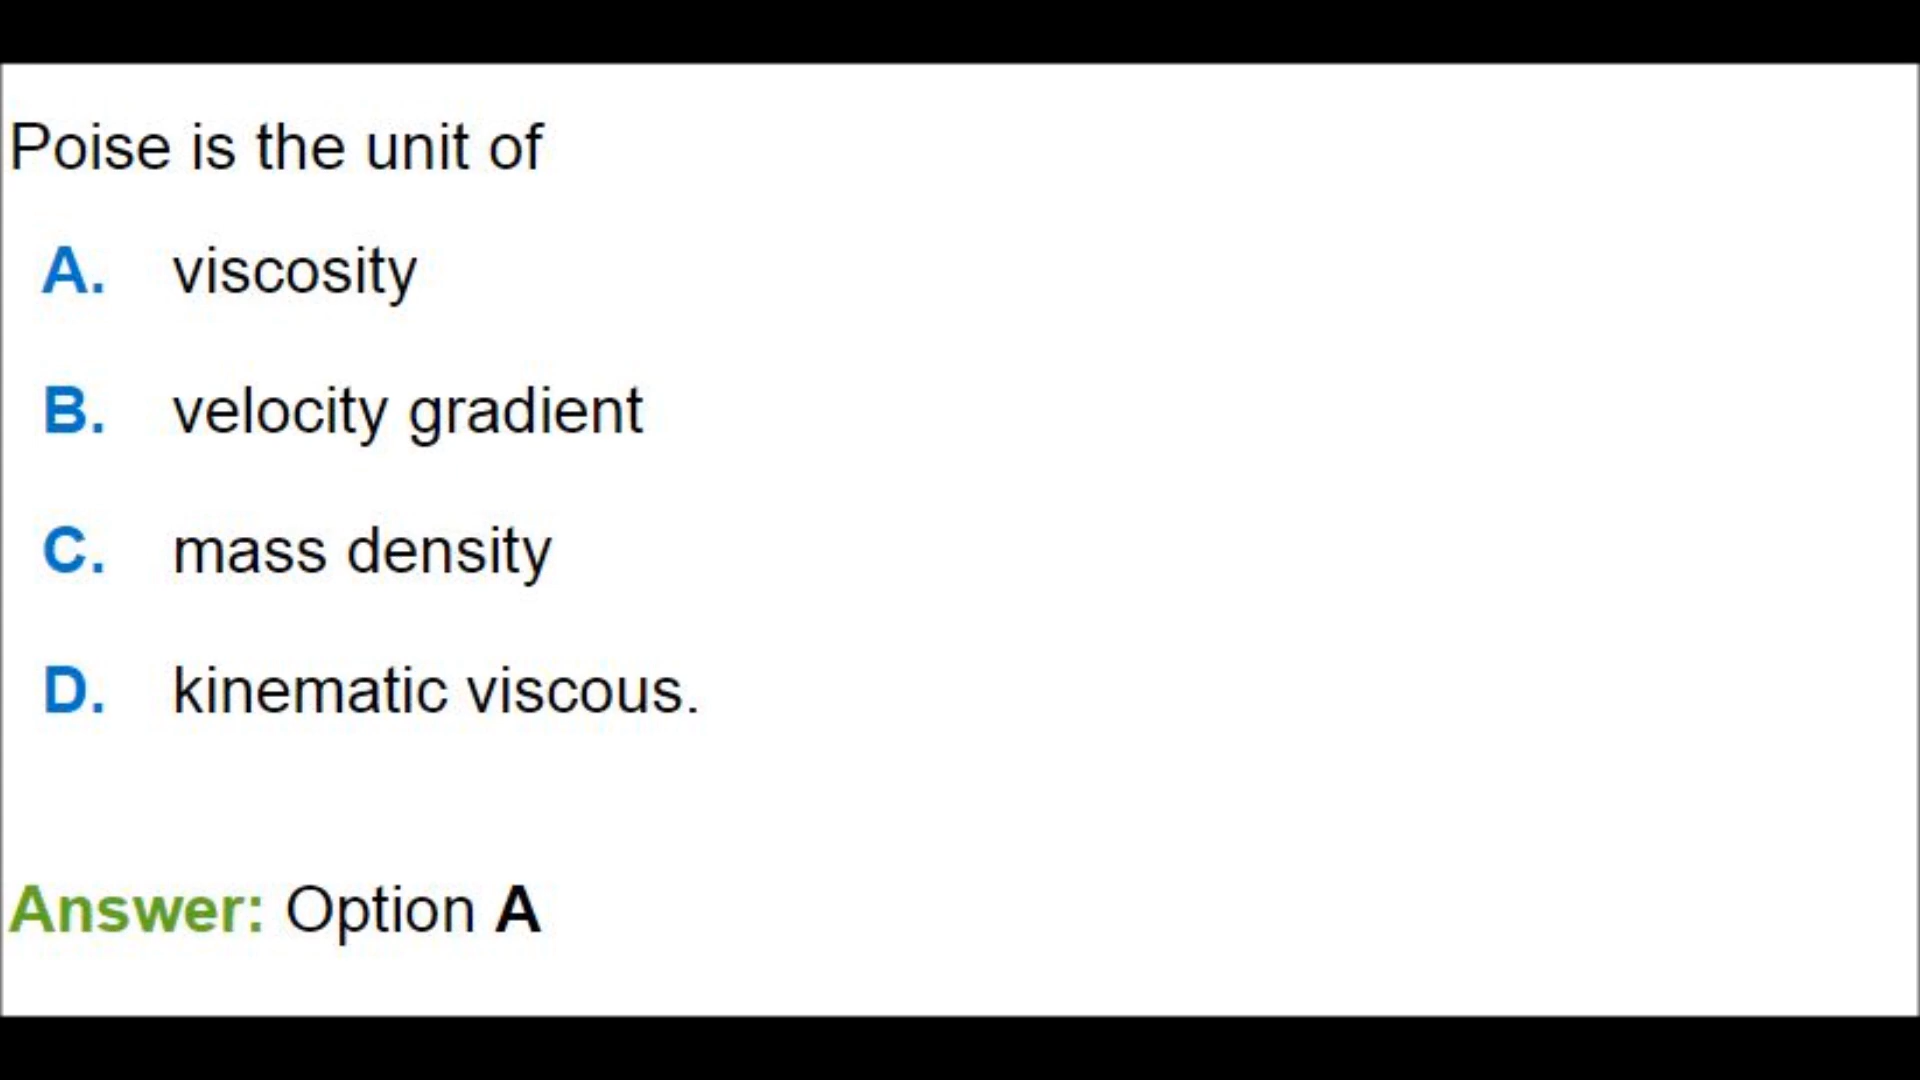 Poise is the unit of
A. viscosity
B. velocity gradient
C. mass density
D. kinematic viscous.
Answer: Option A